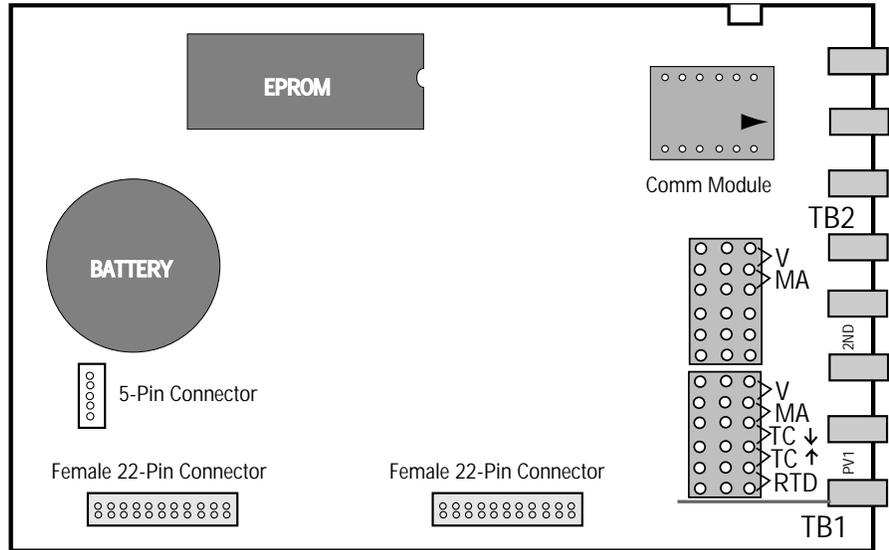 EPROM
Comm Module
TB2
BATTERY
V
MA
2ND
5-Pin Connector
V
MA
TC ↓
TC ↑
PV1
RTD
Female 22-Pin Connector
Female 22-Pin Connector
TB1